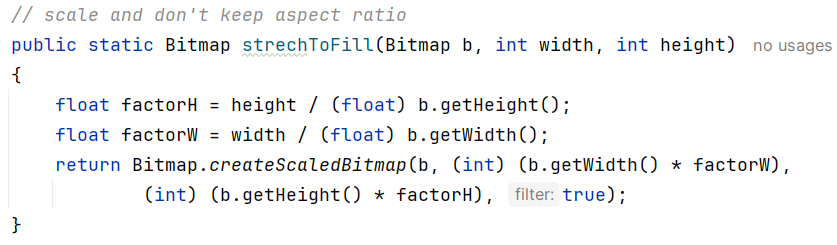 // scale and don't keep aspect ratio
public static Bitmap strechToFill(Bitmap b, int width, int height) no usages
{
float factorH = height / (float) b.getHeight();
float factorW = width / (float) b.getWidth();
return Bitmap.createScaledBitmap(b, (int) (b.getWidth() * factorW),
(int) (b.getHeight() * factorH), filter: true);
}